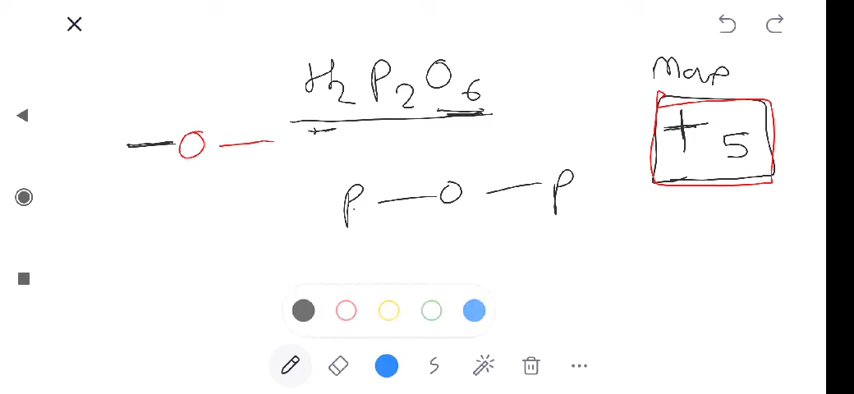 H2P2O6
Max
— O —
+5
P — O — P